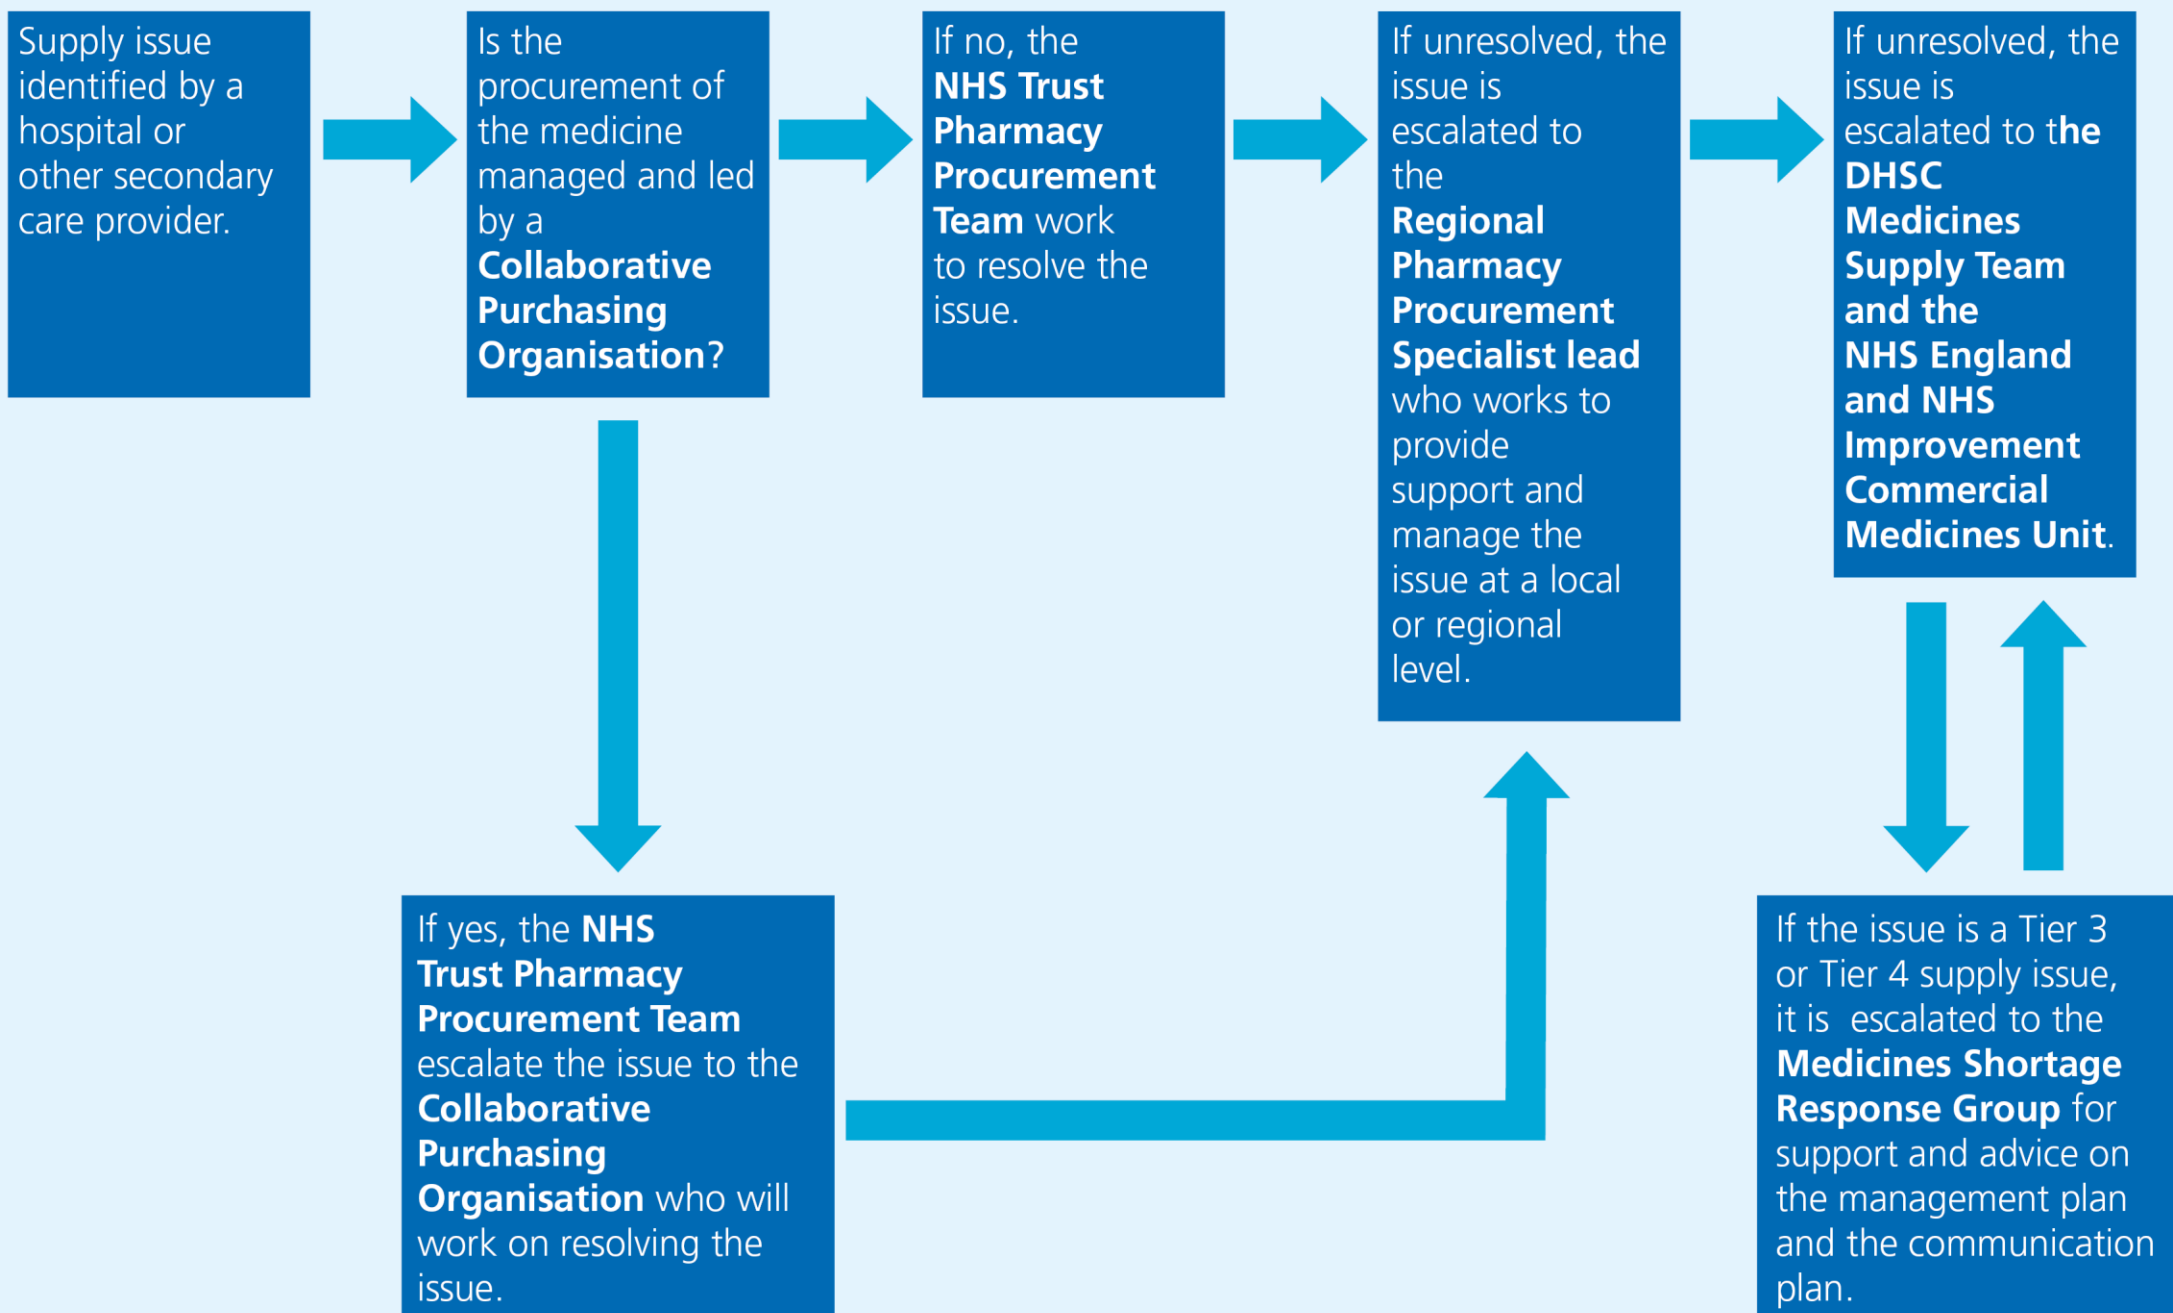 Supply issue
identified by a
hospital or
other secondary
care provider.
Is the
procurement of
the medicine
managed and led
by a
Collaborative
Purchasing
Organisation?
If no, the
NHS Trust
Pharmacy
Procurement
Team work
to resolve the
issue.
If unresolved, the
issue is
escalated to
the
Regional
Pharmacy
Procurement
Specialist lead
who works to
provide
support and
manage the
issue at a local
or regional
level.
If unresolved, the
issue is
escalated to the
DHSC
Medicines
Supply Team
and the
NHS England
and NHS
Improvement
Commercial
Medicines Unit.
If yes, the NHS
Trust Pharmacy
Procurement Team
escalate the issue to the
Collaborative
Purchasing
Organisation who will
work on resolving the
issue.
If the issue is a Tier 3
or Tier 4 supply issue,
it is  escalated to the
Medicines Shortage
Response Group for
support and advice on
the management plan
and the communication
plan.